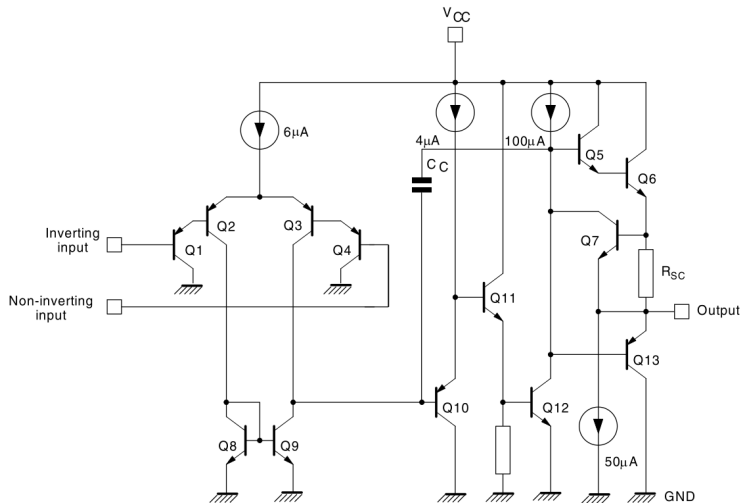 VCC
6μA
4μA
100μA
CC
Q5
Q6
Q2
Q3
Q1
Q4
Q7
RSC
Inverting
input
Non-inverting
input
Output
Q11
Q13
Q10
Q12
Q8
Q9
50μA
GND